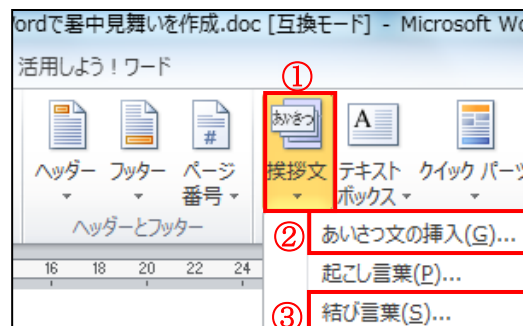 ordで暑中見舞いを作成.doc [互換モード] - Microsoft Wo
活用しよう！ワード
①
あいさつ
A
#
ヘッダー フッター ページ番号 挨拶文 テキストボックス クイック パーツ
ヘッダーとフッター
② あいさつ文の挿入(G)...
16 18 20 22 24
起こし言葉(P)...
③ 結び言葉(S)...